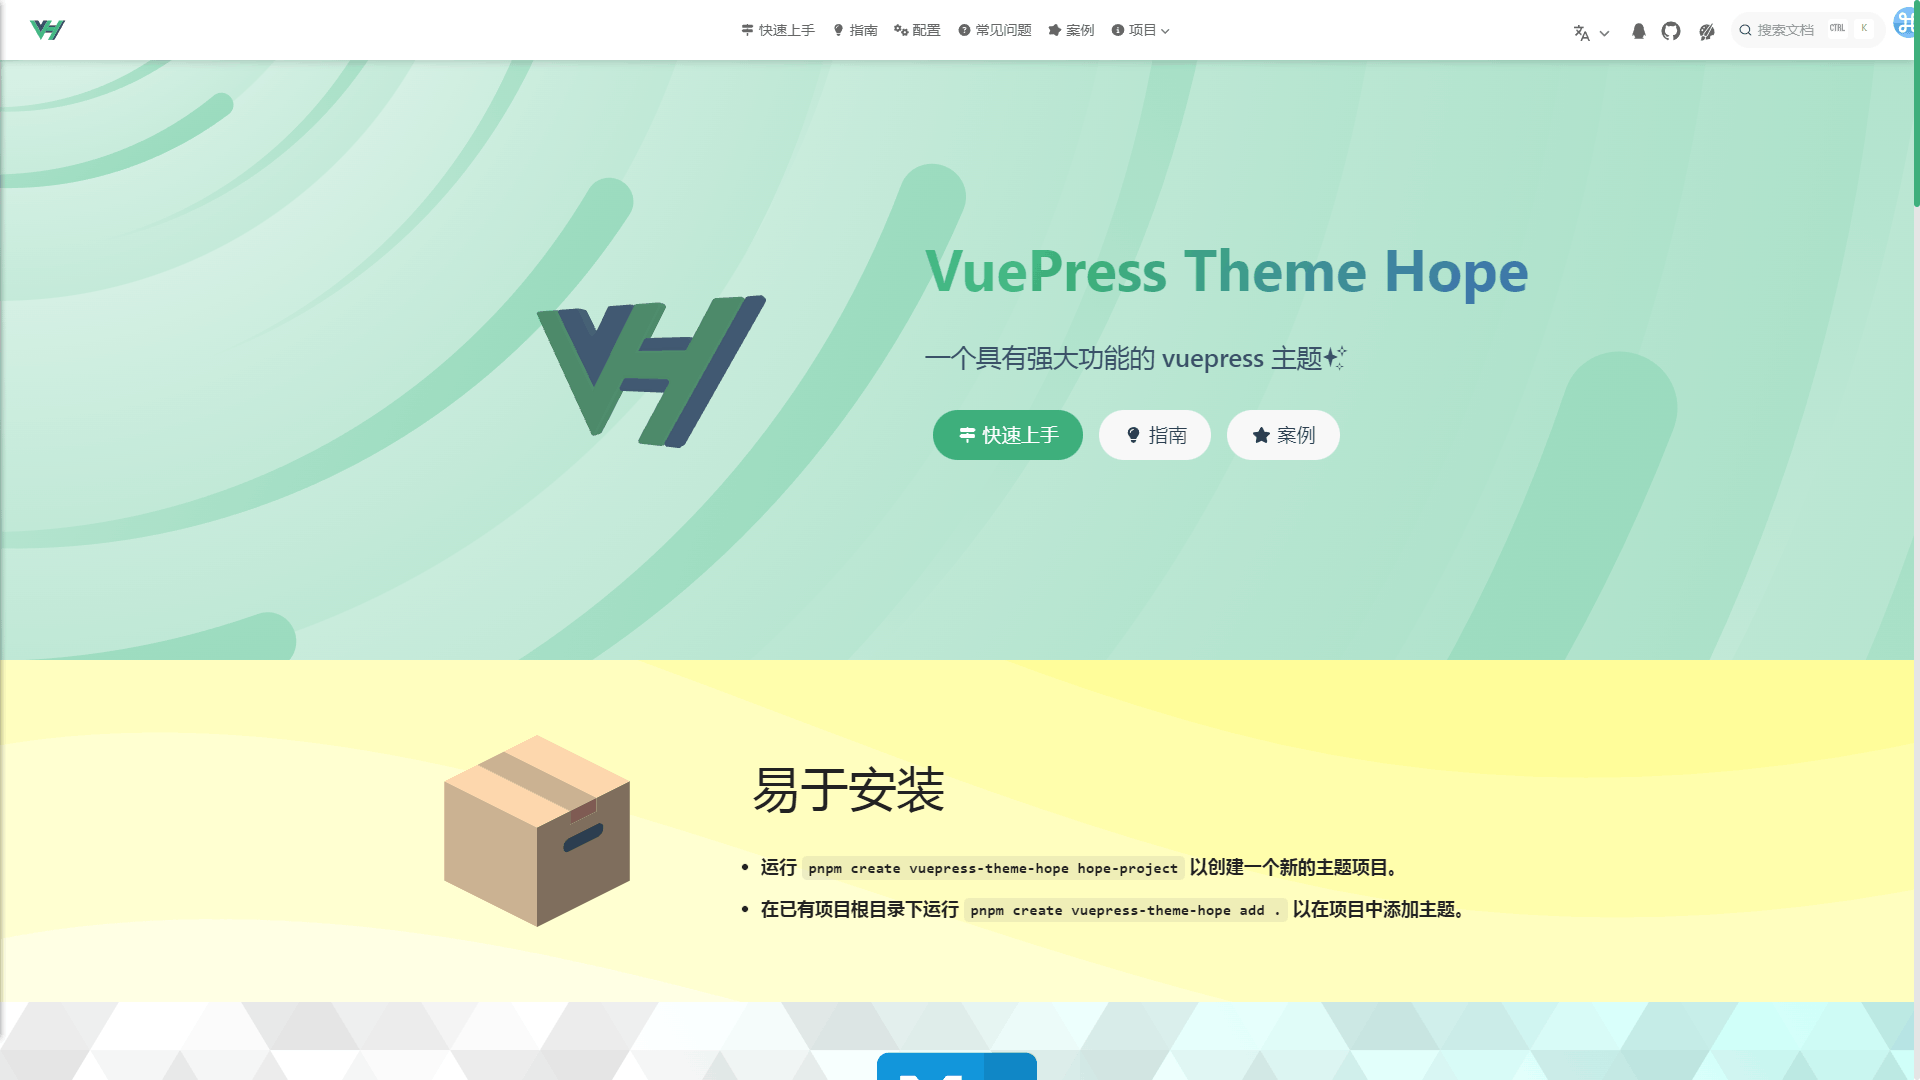 快速上手 指南 配置 常见问题 案例 项目 搜索文档 CTRL K
VuePress Theme Hope
一个具有强大功能的 vuepress 主题✨
快速上手 指南 案例
易于安装
• 运行 pnpm create vuepress-theme-hope hope-project 以创建一个新的主题项目。
• 在已有项目根目录下运行 pnpm create vuepress-theme-hope add . 以在项目中添加主题。